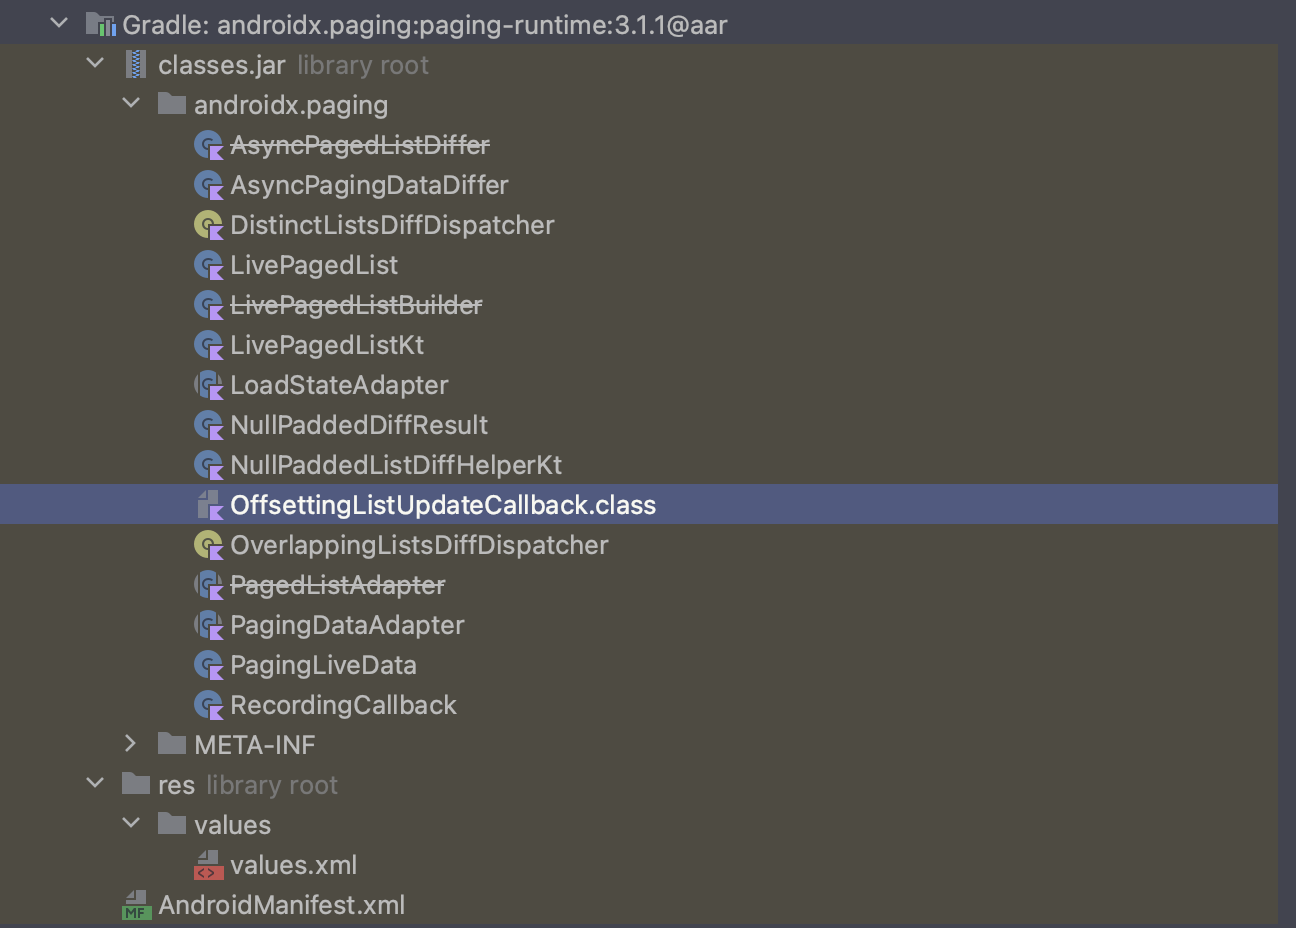 Gradle: androidx.paging:paging-runtime:3.1.1@aar
classes.jar library root
androidx.paging
AsyncPagedListDiffer
AsyncPagingDataDiffer
DistinctListsDiffDispatcher
LivePagedList
LivePagedListBuilder
LivePagedListKt
LoadStateAdapter
NullPaddedDiffResult
NullPaddedListDiffHelperKt
OffsettingListUpdateCallback.class
OverlappingListsDiffDispatcher
PagedListAdapter
PagingDataAdapter
PagingLiveData
RecordingCallback
META-INF
res library root
values
values.xml
MF AndroidManifest.xml